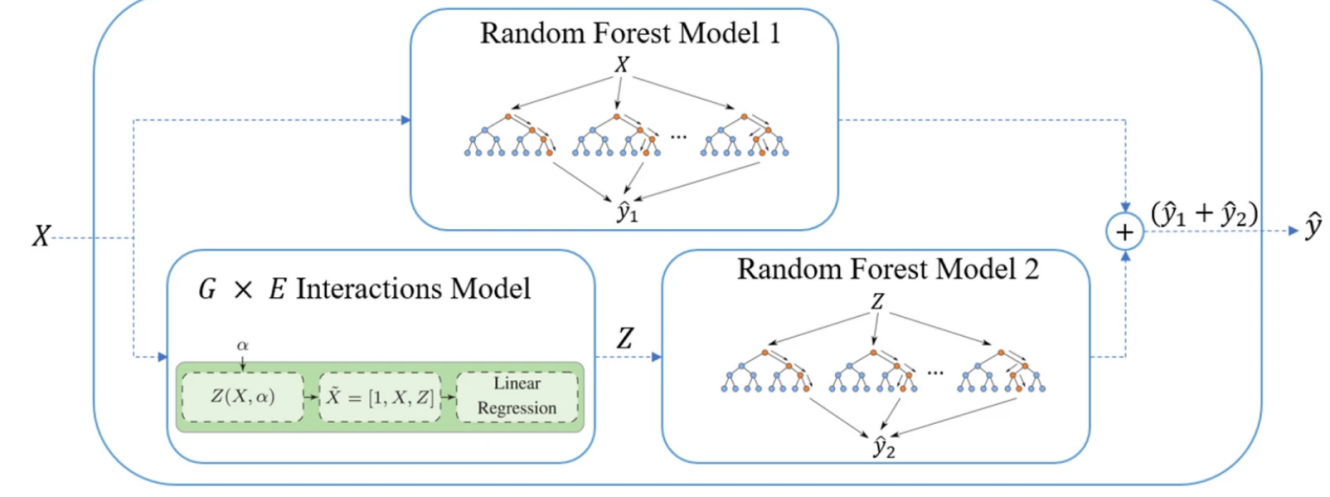 Random Forest Model 1
X
...
ŷ₁
X
(ŷ₁ + ŷ₂)
+
ŷ
G × E Interactions Model
α
Z(X, α)
X̃ = [1, X, Z]
Linear
Regression
Z
Random Forest Model 2
Z
...
ŷ₂